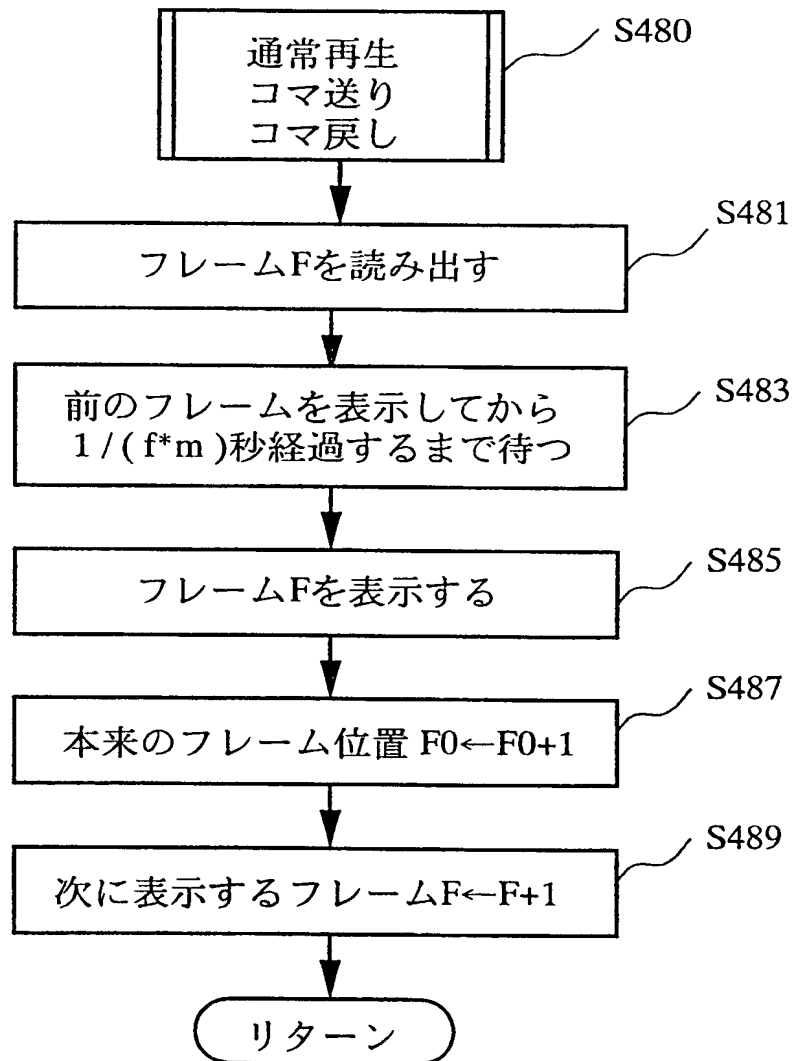 通常再生
コマ送り
コマ戻し
S480
フレームFを読み出す
S481
前のフレームを表示してから
1/(f*m)秒経過するまで待つ
S483
フレームFを表示する
S485
本来のフレーム位置 F0←F0+1
S487
次に表示するフレームF←F+1
S489
リターン